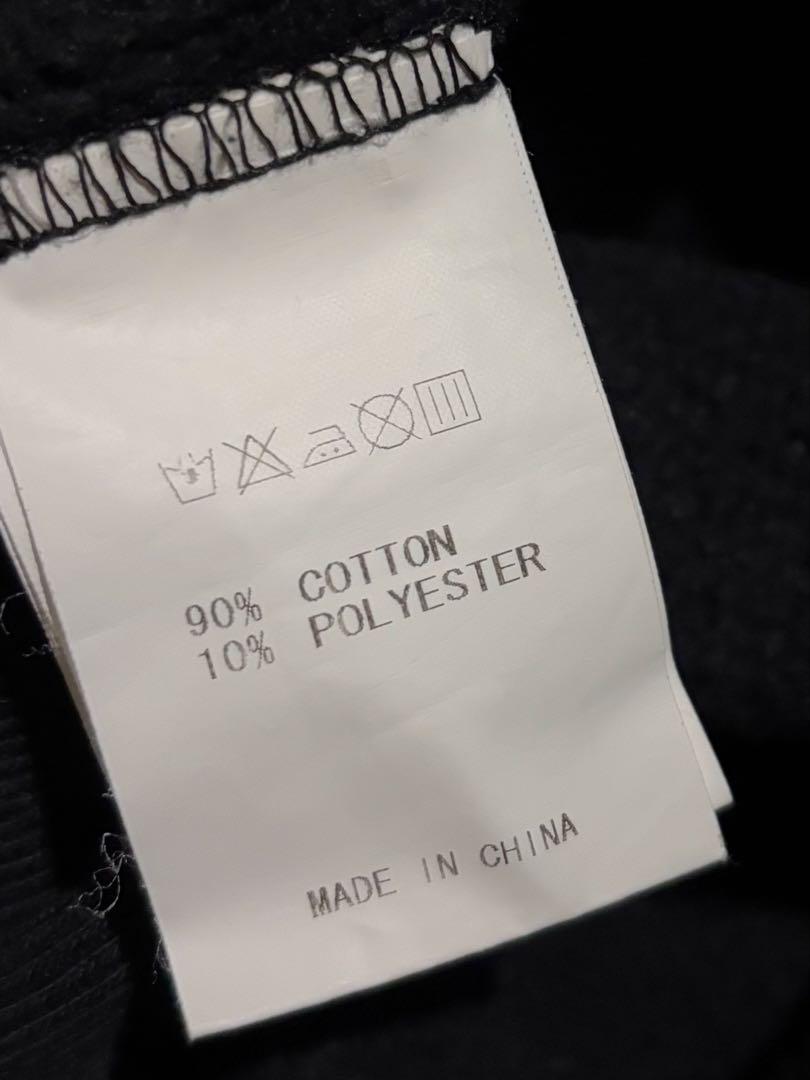 90% COTTON
10% POLYESTER
MADE IN CHINA